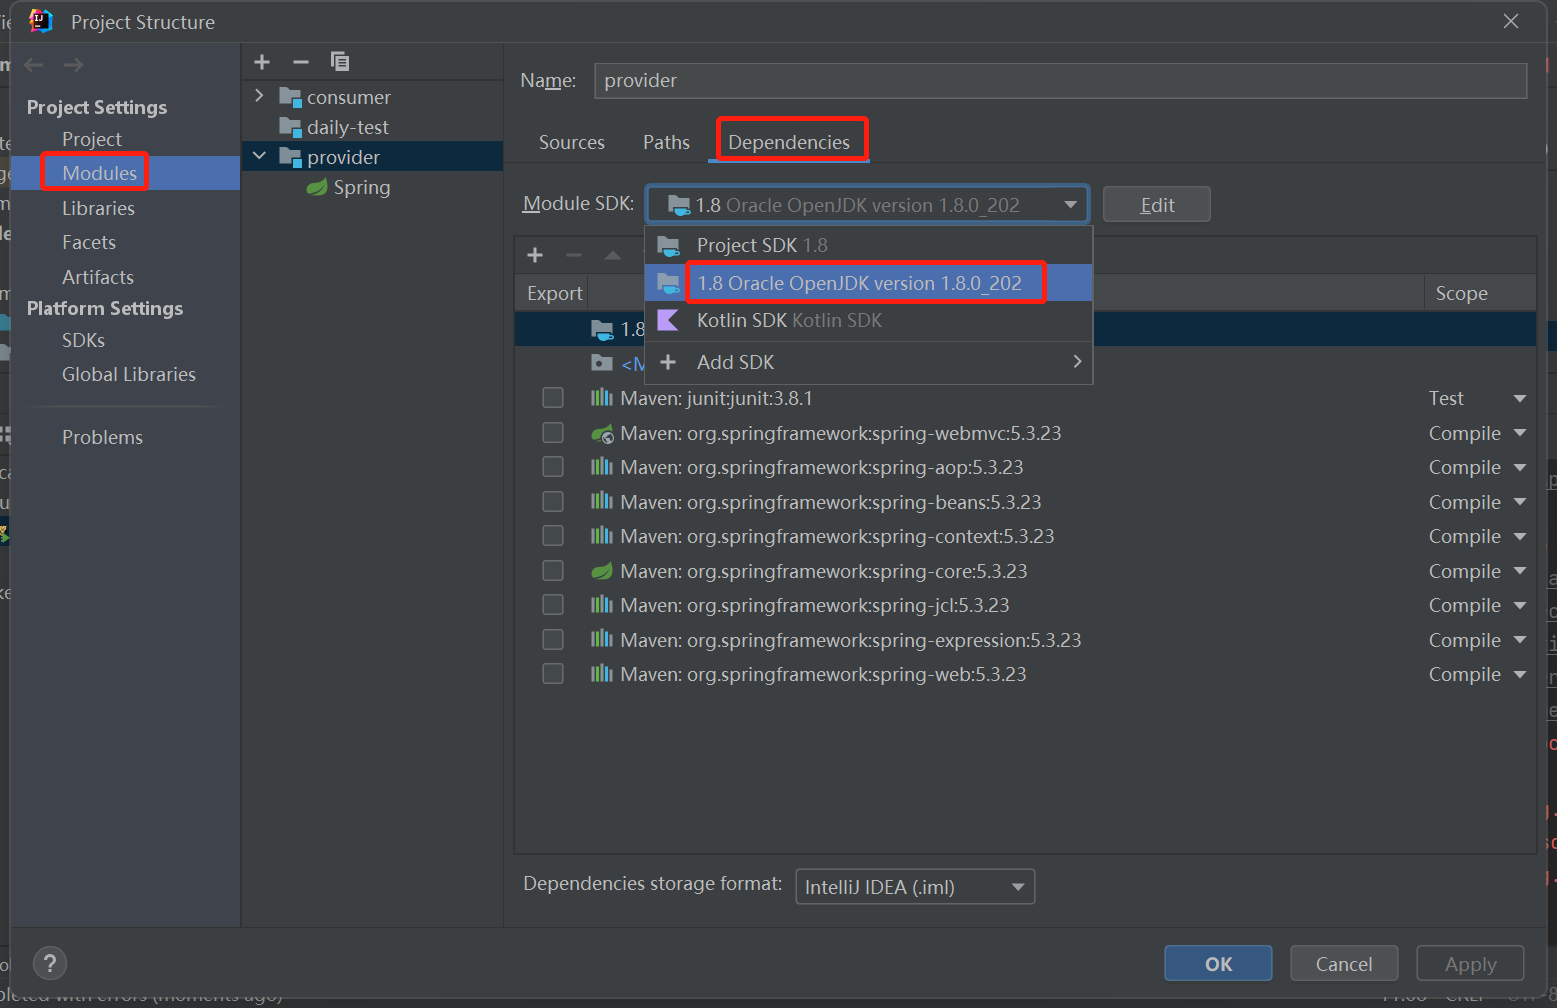 Project Structure
Project Settings
Project
Modules
Libraries
Facets
Artifacts
Platform Settings
SDKs
Global Libraries
Problems
consumer
daily-test
provider
Spring
Name: provider
Sources Paths Dependencies
Module SDK: 1.8 Oracle OpenJDK version 1.8.0_202 Edit
Project SDK 1.8
1.8 Oracle OpenJDK version 1.8.0_202
Kotlin SDK Kotlin SDK
+ Add SDK
Export Scope
1.8
<M
Maven: junit:junit:3.8.1 Test
Maven: org.springframework:spring-webmvc:5.3.23 Compile
Maven: org.springframework:spring-aop:5.3.23 Compile
Maven: org.springframework:spring-beans:5.3.23 Compile
Maven: org.springframework:spring-context:5.3.23 Compile
Maven: org.springframework:spring-core:5.3.23 Compile
Maven: org.springframework:spring-jcl:5.3.23 Compile
Maven: org.springframework:spring-expression:5.3.23 Compile
Maven: org.springframework:spring-web:5.3.23 Compile
Dependencies storage format: IntelliJ IDEA (.iml)
? OK Cancel Apply